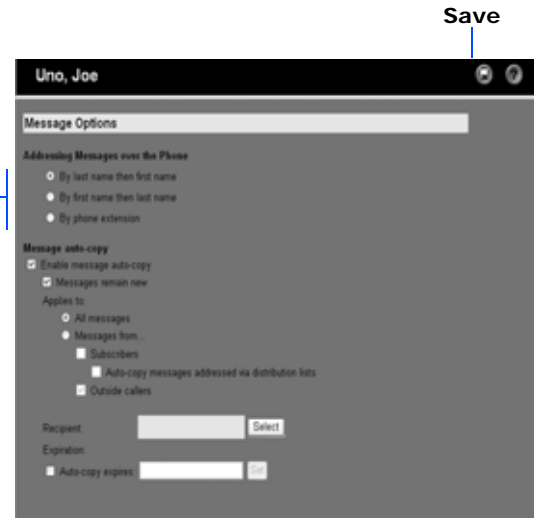 Save
Uno, Joe
Message Options
Addressing Messages over the Phone
By last name then first name
By first name then last name
By phone extension
Message auto-copy
Enable message auto-copy
Messages remain new
Applies to:
All messages
Messages from...
Subscribers
Auto-copy messages addressed via distribution lists
Outside callers
Recipient: Select
Expiration:
Auto-copy expires: Set